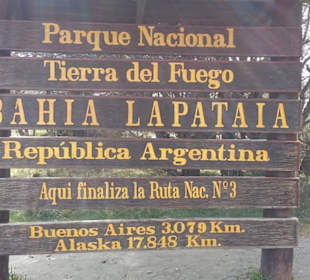 Parque Nacional
Tierra del Fuego
BAHIA LAPATAIA
República Argentina
Aqui finaliza la Ruta Nac. Nº3
Buenos Aires 3.079 Km.
Alaska 17.848 Km.